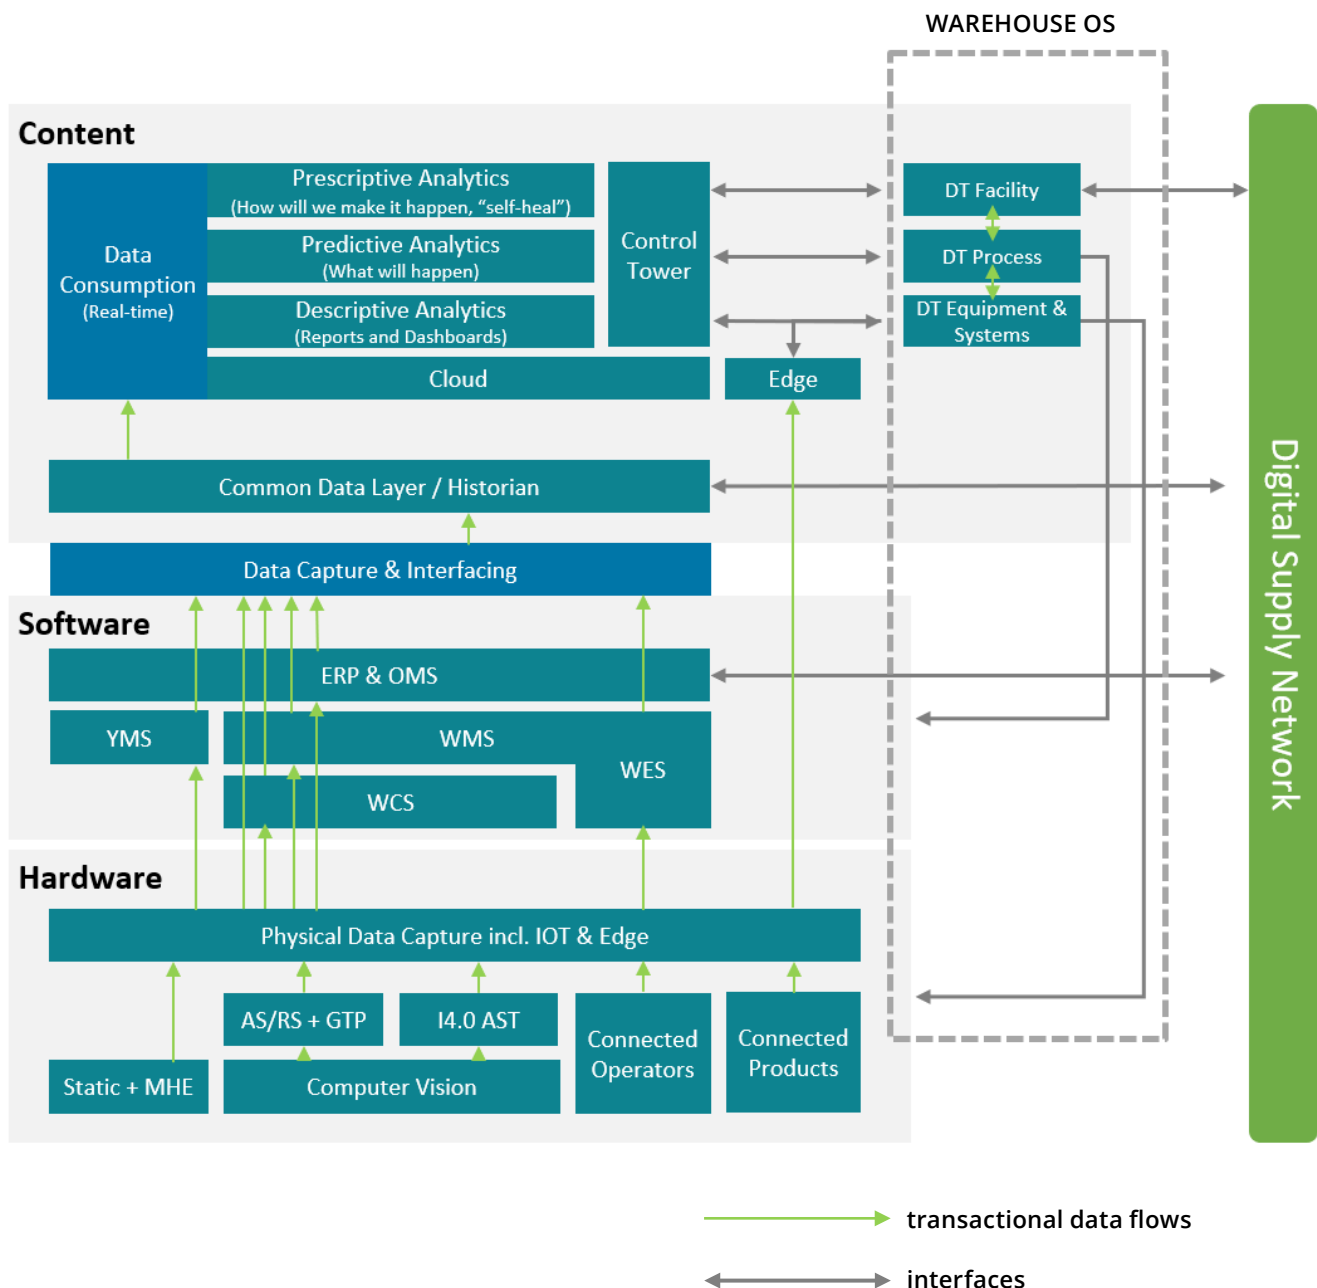 WAREHOUSE OS
Content
Prescriptive Analytics
(How will we make it happen, “self-heal”)
Predictive Analytics
(What will happen)
Descriptive Analytics
(Reports and Dashboards)
Data
Consumption
(Real-time)
Cloud
Control
Tower
Edge
DT Facility
DT Process
DT Equipment &
Systems
Common Data Layer / Historian
Data Capture & Interfacing
Software
ERP & OMS
YMS
WMS
WES
WCS
Hardware
Physical Data Capture incl. IOT & Edge
AS/RS + GTP
I4.0 AST
Connected
Operators
Connected
Products
Static + MHE
Computer Vision
Digital Supply Network
transactional data flows
interfaces